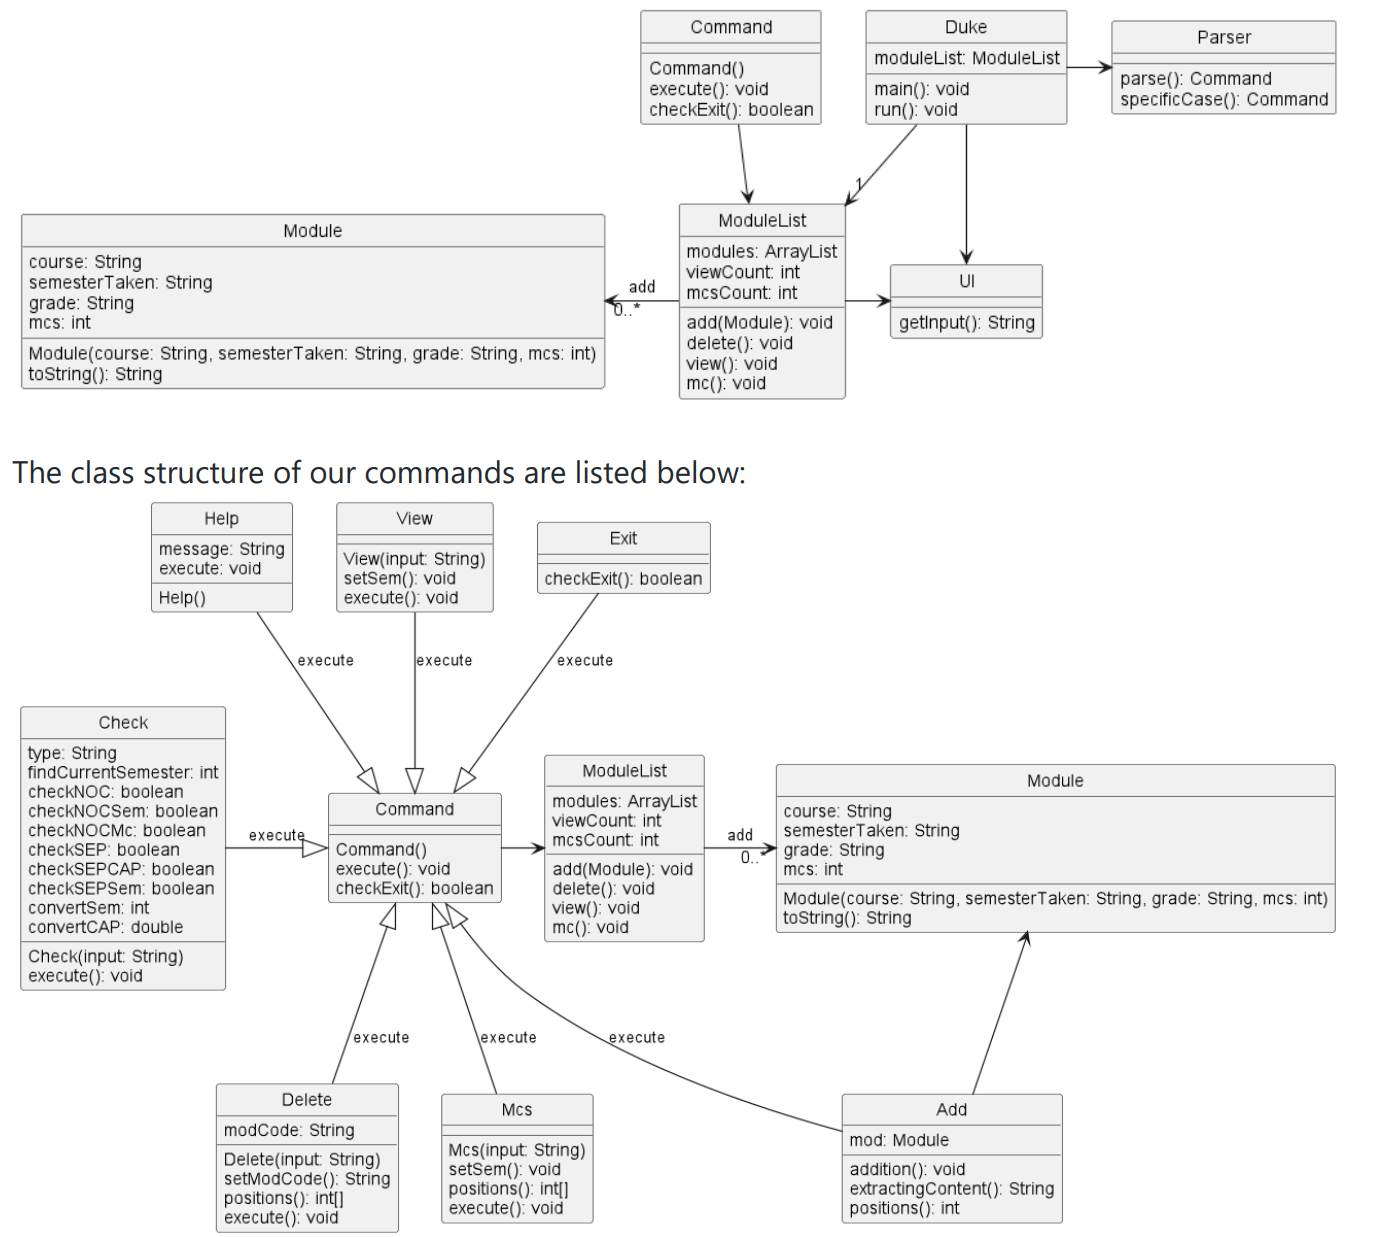 Command
Command()
execute(): void
checkExit(): boolean
Duke
moduleList: ModuleList
main(): void
run(): void
Parser
parse(): Command
specificCase(): Command
1
Module
course: String
semesterTaken: String
grade: String
mcs: int
Module(course: String, semesterTaken: String, grade: String, mcs: int)
toString(): String
add
0..*
ModuleList
modules: ArrayList
viewCount: int
mcsCount: int
add(Module): void
delete(): void
view(): void
mc(): void
UI
getInput(): String
The class structure of our commands are listed below:
Help
message: String
execute: void
Help()
View
View(input: String)
setSem(): void
execute(): void
Exit
checkExit(): boolean
execute
execute
execute
Check
type: String
findCurrentSemester: int
checkNOC: boolean
checkNOCSem: boolean
checkNOCMc: boolean
checkSEP: boolean
checkSEPCAP: boolean
checkSEPSem: boolean
convertSem: int
convertCAP: double
Check(input: String)
execute(): void
execute
Command
Command()
execute(): void
checkExit(): boolean
ModuleList
modules: ArrayList
viewCount: int
mcsCount: int
add(Module): void
delete(): void
view(): void
mc(): void
add
0..*
Module
course: String
semesterTaken: String
grade: String
mcs: int
Module(course: String, semesterTaken: String, grade: String, mcs: int)
toString(): String
execute
execute
execute
Delete
modCode: String
Delete(input: String)
setModCode(): String
positions(): int[]
execute(): void
Mcs
Mcs(input: String)
setSem(): void
positions(): int[]
execute(): void
Add
mod: Module
addition(): void
extractingContent(): String
positions(): int